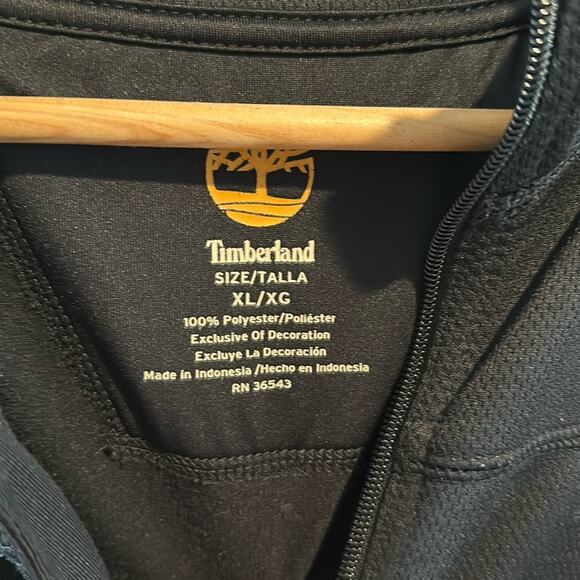 Timberland
SIZE/TALLA
XL/XG
100% Polyester/Poliéster
Exclusive Of Decoration
Excluye La Decoración
Made in Indonesia /Hecho en Indonesia
RN 36543